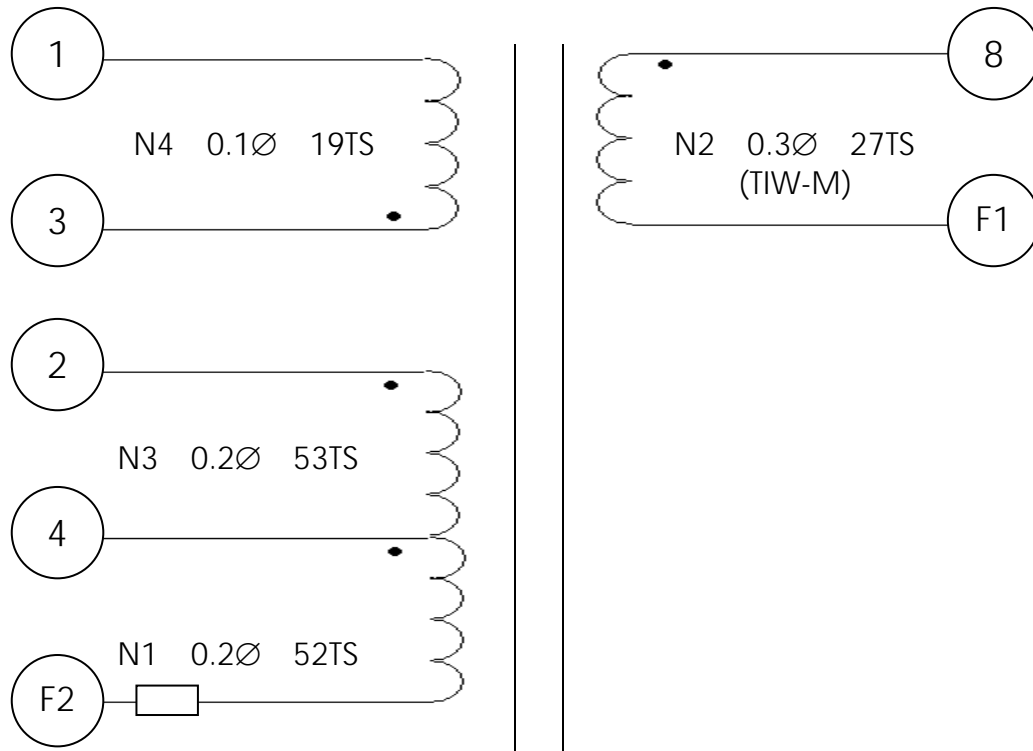 1
N4 0.1∅ 19TS
3
2
N3 0.2∅ 53TS
4
N1 0.2∅ 52TS
F2
8
N2 0.3∅ 27TS
(TIW-M)
F1